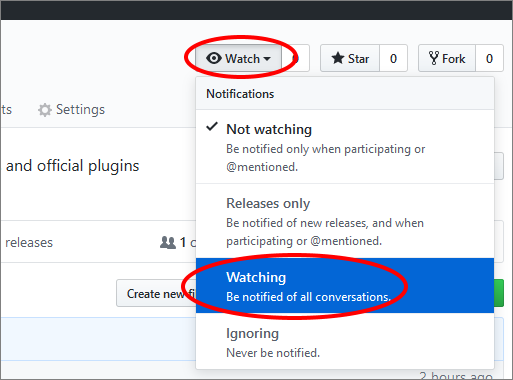 Watch
Star 0
Fork 0
ts
Settings
Notifications
Not watching
Be notified only when participating or
@mentioned.
and official plugins
Releases only
Be notified of new releases, and when
participating or @mentioned.
releases
1
Watching
Be notified of all conversations.
Create new
Ignoring
Never be notified.
2 hours ago